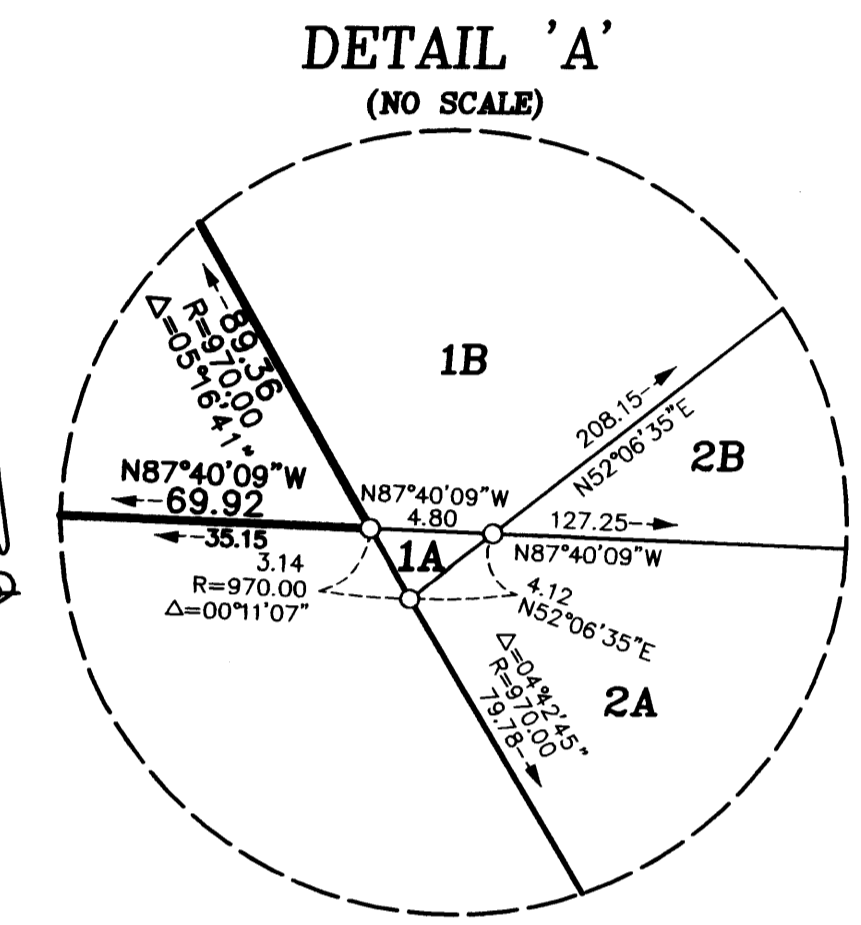 DETAIL 'A'
(NO SCALE)
89.36
R=970.00
Δ=05°16'41"
1B
208.15
N52°06'35"E
2B
N87°40'09"W
69.92
35.15
N87°40'09"W
4.80
127.25
N87°40'09"W
1A
3.14
R=970.00
Δ=00°11'07"
4.12
N52°06'35"E
Δ=04°42'45"
R=970.00
79.78
2A